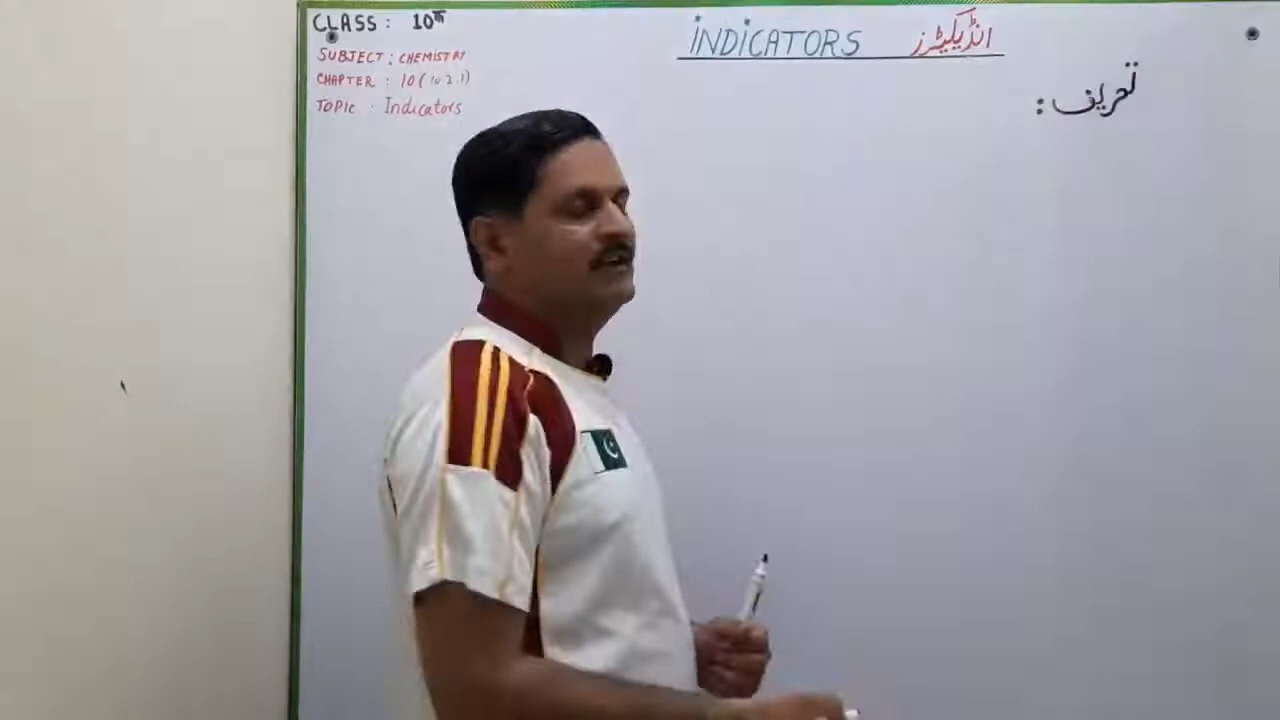 CLASS: 10th
INDICATORS انڈیکیٹرز
SUBJECT: CHEMISTRY
CHAPTER: 10 (10.2.1)
TOPIC: Indicators
تعریف: